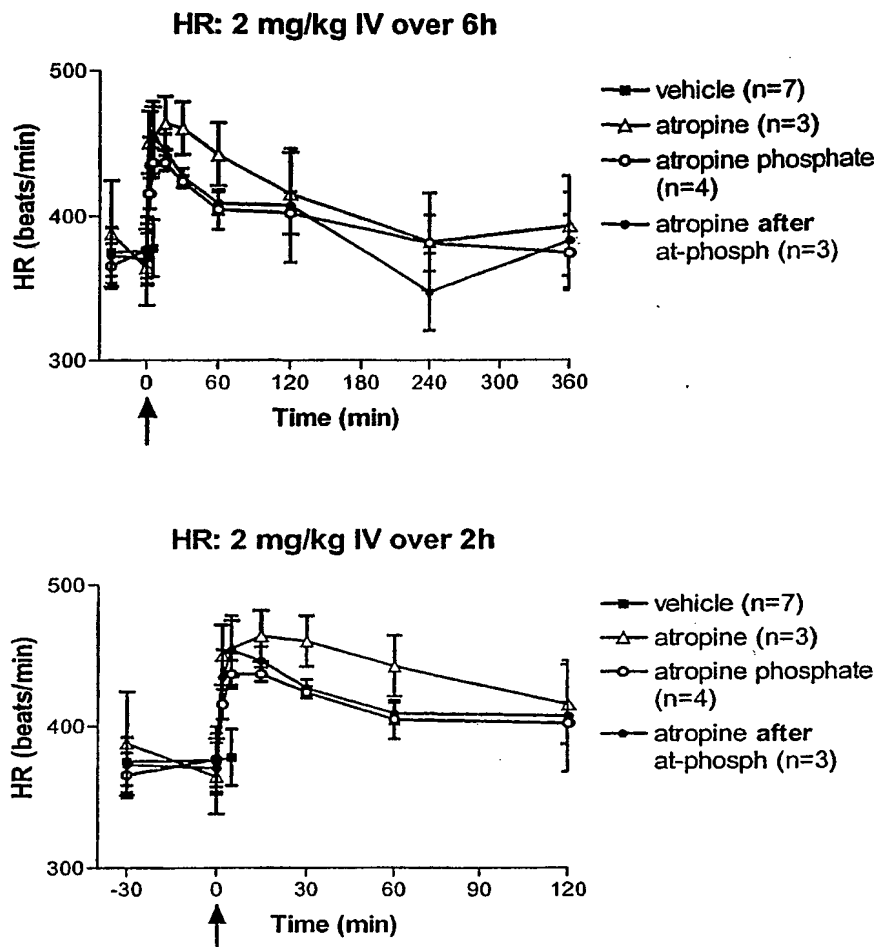 HR: 2 mg/kg IV over 6h
500
400
300
HR (beats/min)
0 60 120 180 240 300 360
Time (min)
vehicle (n=7)
atropine (n=3)
atropine phosphate
(n=4)
atropine after
at-phosph (n=3)
HR: 2 mg/kg IV over 2h
500
400
300
HR (beats/min)
-30 0 30 60 90 120
Time (min)
vehicle (n=7)
atropine (n=3)
atropine phosphate
(n=4)
atropine after
at-phosph (n=3)